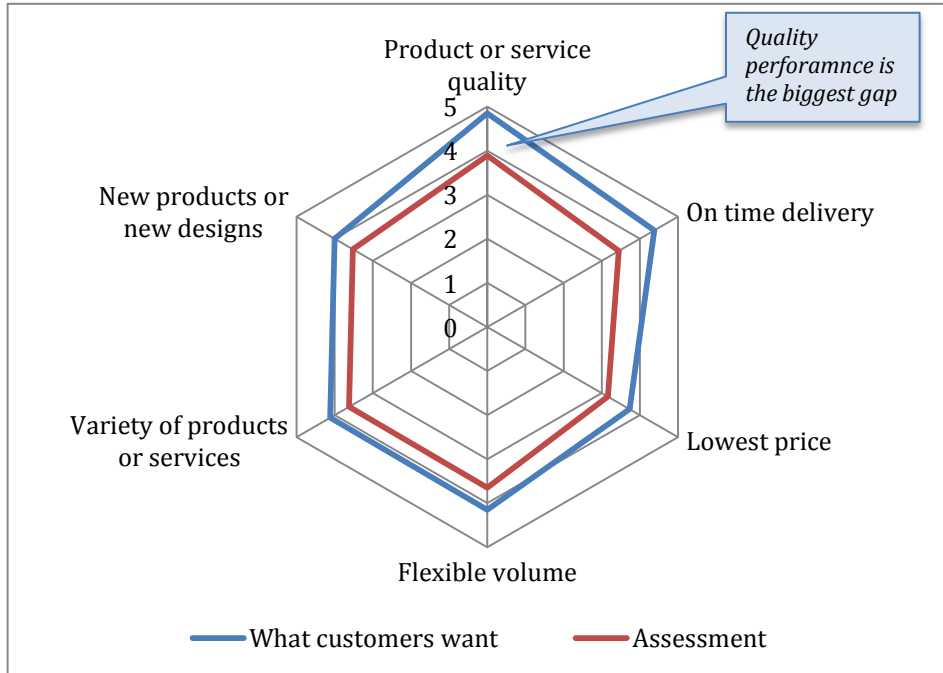 Quality
perforamnce is
the biggest gap
Product or service
quality
5
4
3
2
1
0
New products or
new designs
On time delivery
Variety of products
or services
Lowest price
Flexible volume
What customers want
Assessment